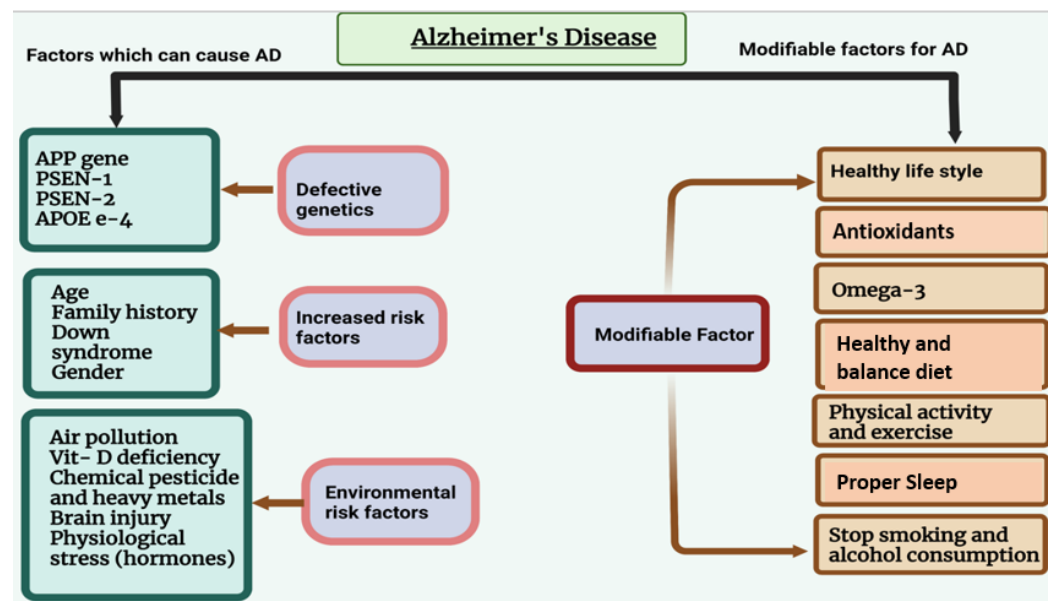 Alzheimer's Disease
Factors which can cause AD
Modifiable factors for AD
APP gene
PSEN-1
PSEN-2
APOE e-4
Defective
genetics
Age
Family history
Down
syndrome
Gender
Increased risk
factors
Air pollution
Vit- D deficiency
Chemical pesticide
and heavy metals
Brain injury
Physiological
stress (hormones)
Environmental
risk factors
Modifiable Factor
Healthy life style
Antioxidants
Omega-3
Healthy and
balance diet
Physical activity
and exercise
Proper Sleep
Stop smoking and
alcohol consumption